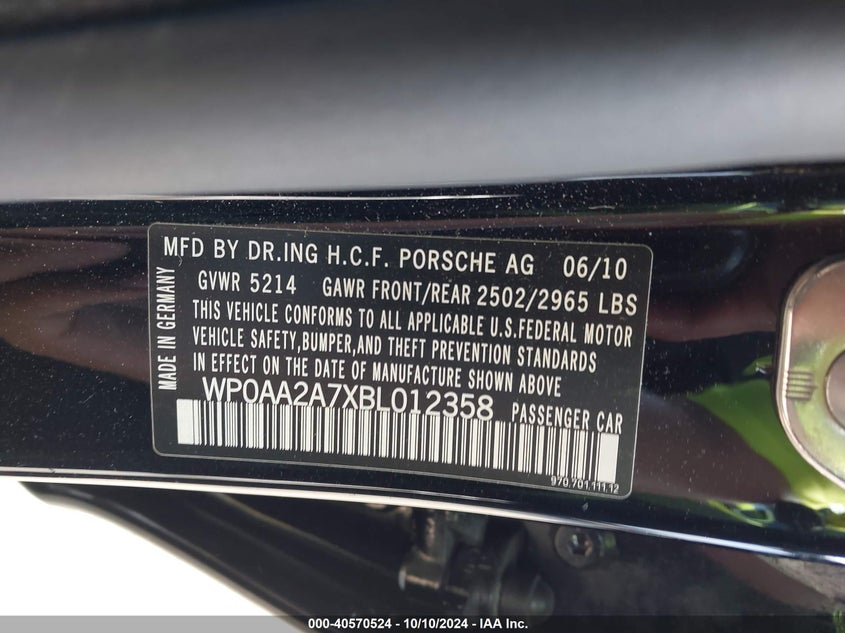 MFD BY DR.ING H.C.F. PORSCHE AG 06/10
GVWR 5214 GAWR FRONT/REAR 2502/2965 LBS
THIS VEHICLE CONFORMS TO ALL APPLICABLE U.S.FEDERAL MOTOR
VEHICLE SAFETY,BUMPER,AND THEFT PREVENTION STANDARDS
IN EFFECT ON THE DATE OF MANUFACTURE SHOWN ABOVE
WP0AA2A7XBL012358 PASSENGER CAR
MADE IN GERMANY
970.701.111.12
000-40570524 - 10/10/2024 - IAA Inc.